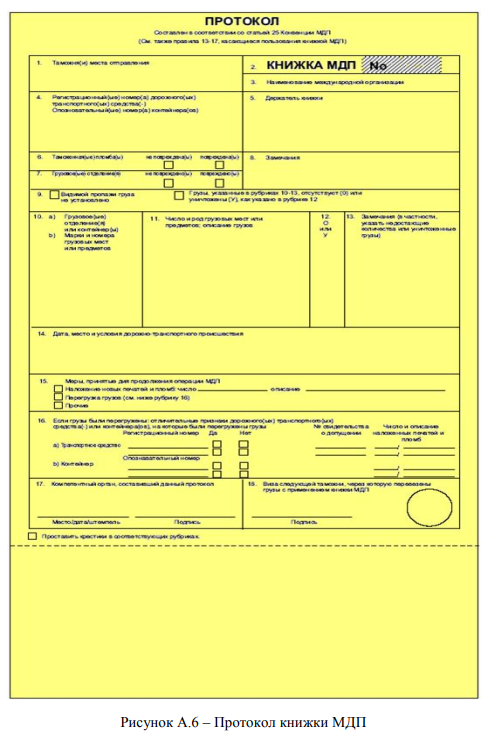 ПРОТОКОЛ
Составлен в соответствии со статьей 25 Конвенции МДП
(См. также правила 13-17, касающиеся пользования книжкой МДП)
1. Таможня(и) места отправления
2. КНИЖКА МДП No
3. Наименование международной организации
4. Регистрационный(ые) номер(а) дорожного(ых)
транспортного(ых) средства(-)
Опознавательный(ые) номер(а) контейнера(ов)
5. Держатель книжки
6. Таможенная(ые) пломба(ы) не повреждена(ы) повреждена(ы)
7. Грузовое(ые) отделение(я) не повреждено(ы) повреждено(ы)
8. Замечания
9. Видимой пропажи груза
не установлено
Грузы, указанные в рубриках 10-13, отсутствуют (О) или
уничтожены (У), как указано в рубрике 12
10. a) Грузовое(ые)
отделение(я)
или контейнер(ы)
b) Марки и номера
грузовых мест
или предметов
11. Число и род грузовых мест или
предметов; описание грузов
12.
О
или
У
13. Замечания (в частности,
указать недостающие
количества или уничтоженные
грузы)
14. Дата, место и условия дорожно-транспортного происшествия
15. Меры, принятые для продолжения операции МДП
Наложение новых печатей и пломб: число описание
Перегрузка грузов (см. ниже рубрику 16)
Прочие
16. Если грузы были перегружены: отличительные признаки дорожного(ых) транспортного(ых)
средства(-) или контейнера(ов), на которые были перегружены грузы
Регистрационный номер Да Нет № свидетельства
о допущении
Число и описание
наложенных печатей и
пломб
a) Транспортное средство
Опознавательный номер
b) Контейнер
17. Компетентный орган, составивший данный протокол
Место/дата/штемпель Подпись
18. Виза следующей таможни, через которую перевезены
грузы с применением книжки МДП
Подпись
Проставить крестики в соответствующих рубриках.
Рисунок А.6 – Протокол книжки МДП